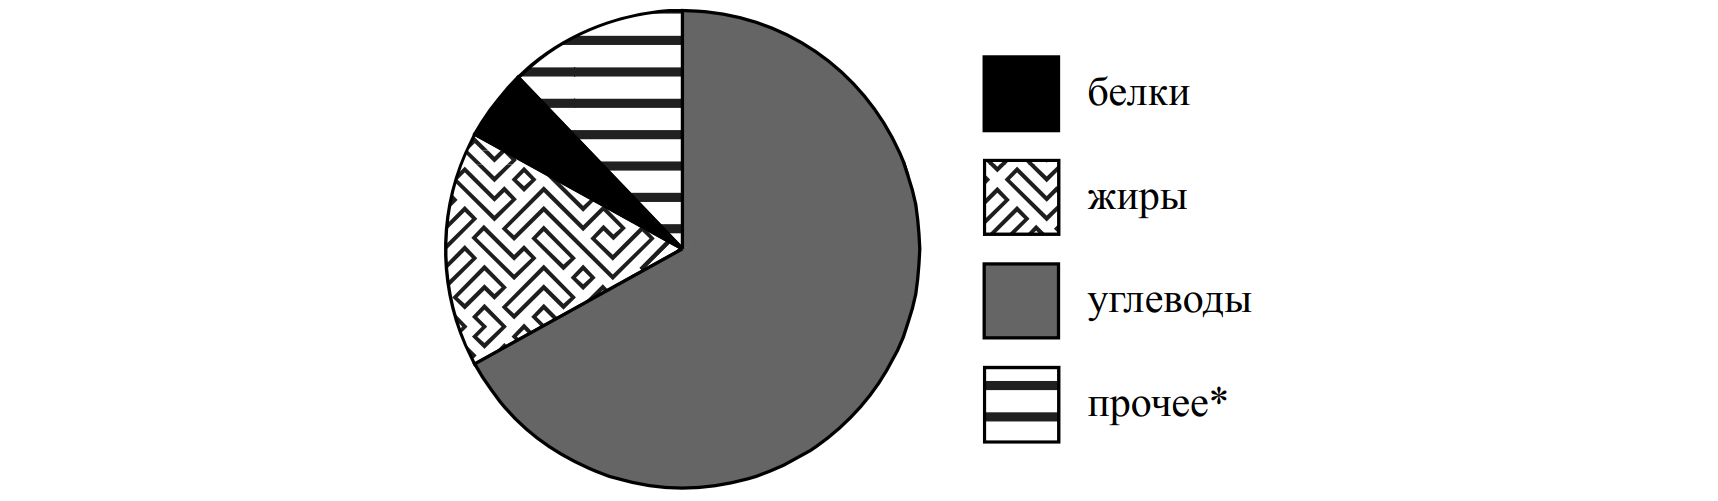 белки
жиры
углеводы
прочее*